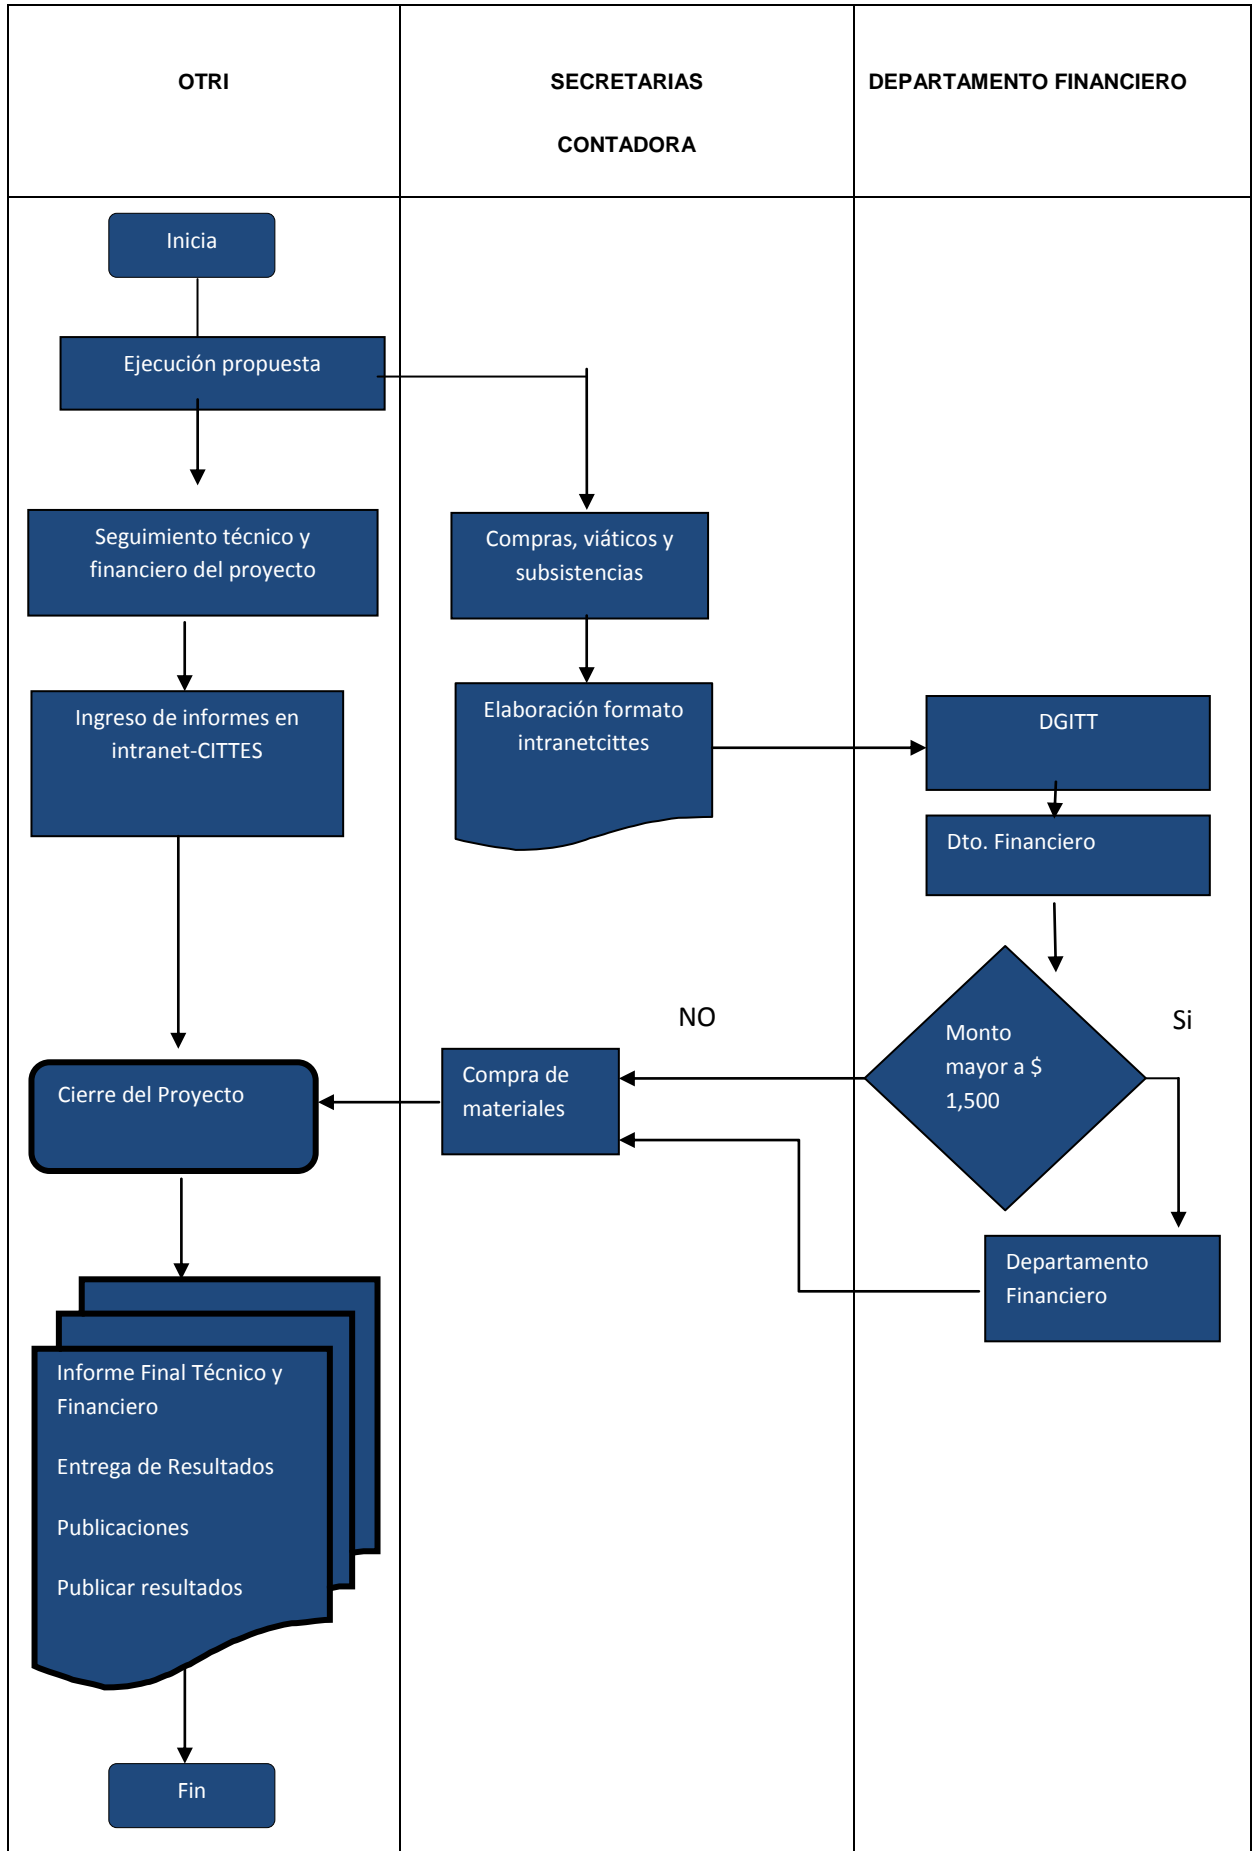 OTRI
SECRETARIAS
CONTADORA
DEPARTAMENTO FINANCIERO
Inicia
Ejecución propuesta
Seguimiento técnico y
financiero del proyecto
Compras, viáticos y
subsistencias
Ingreso de informes en
intranet-CITTES
Elaboración formato
intranetcittes
DGITT
Dto. Financiero
NO
Si
Monto
mayor a $
1,500
Cierre del Proyecto
Compra de
materiales
Departamento
Financiero
Informe Final Técnico y
Financiero
Entrega de Resultados
Publicaciones
Publicar resultados
Fin